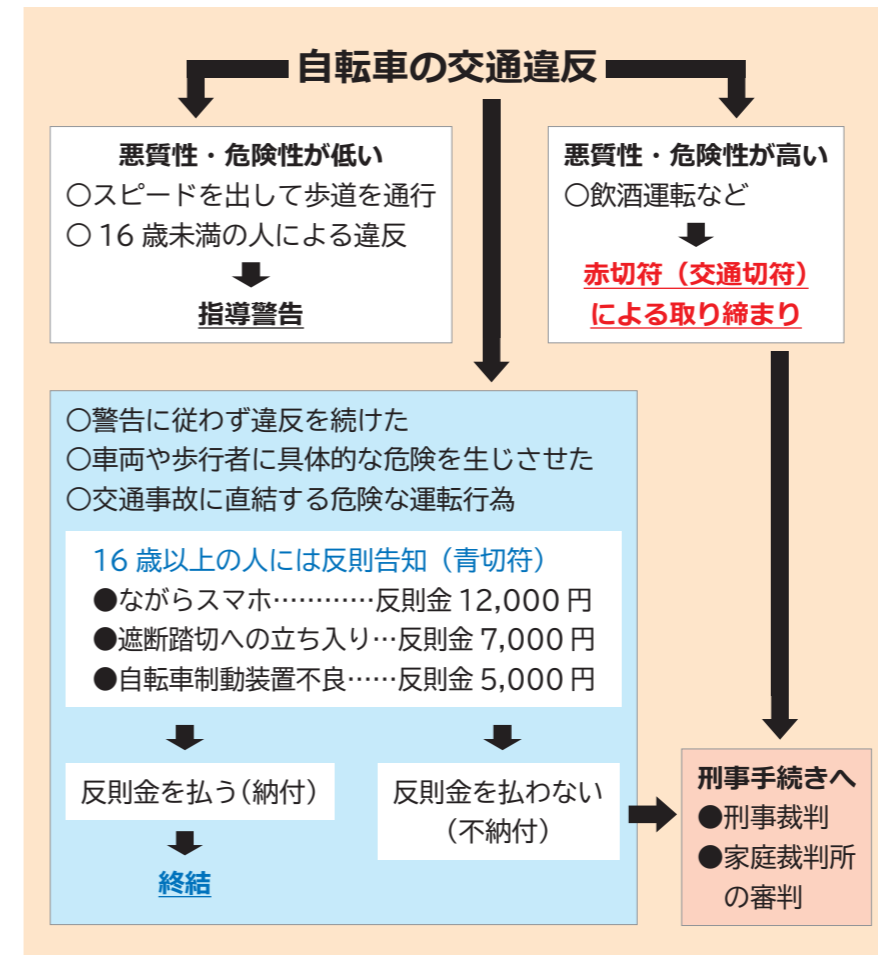 自転車の交通違反
悪質性・危険性が低い
○スピードを出して歩道を通行
○16歳未満の人による違反
指導警告
悪質性・危険性が高い
○飲酒運転など
赤切符（交通切符）
による取り締まり
○警告に従わず違反を続けた
○車両や歩行者に具体的な危険を生じさせた
○交通事故に直結する危険な運転行為
16歳以上の人には反則告知（青切符）
●ながらスマホ…………反則金12,000円
●遮断踏切への立ち入り…反則金7,000円
●自転車制動装置不良……反則金5,000円
反則金を払う（納付）
終結
反則金を払わない
（不納付）
刑事手続きへ
●刑事裁判
●家庭裁判所
の審判